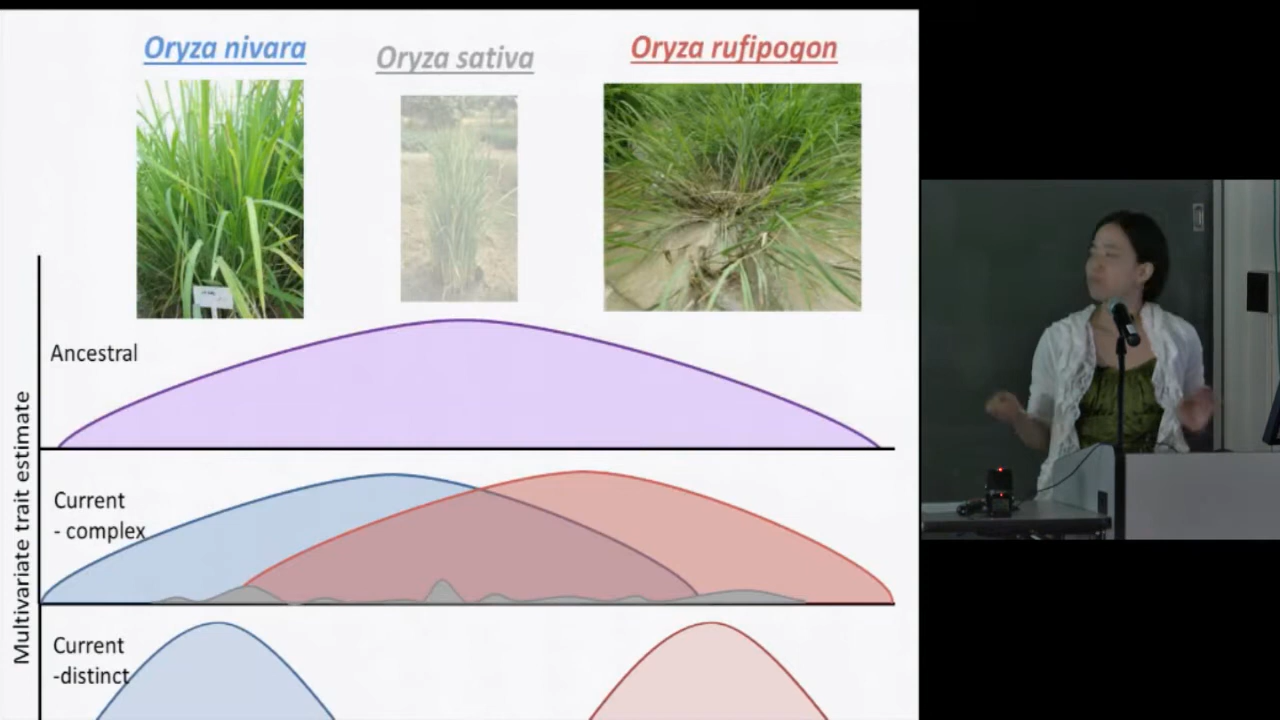 Oryza nivara
Oryza sativa
Oryza rufipogon
Ancestral
Current
- complex
Multivariate trait estimate
Current
-distinct